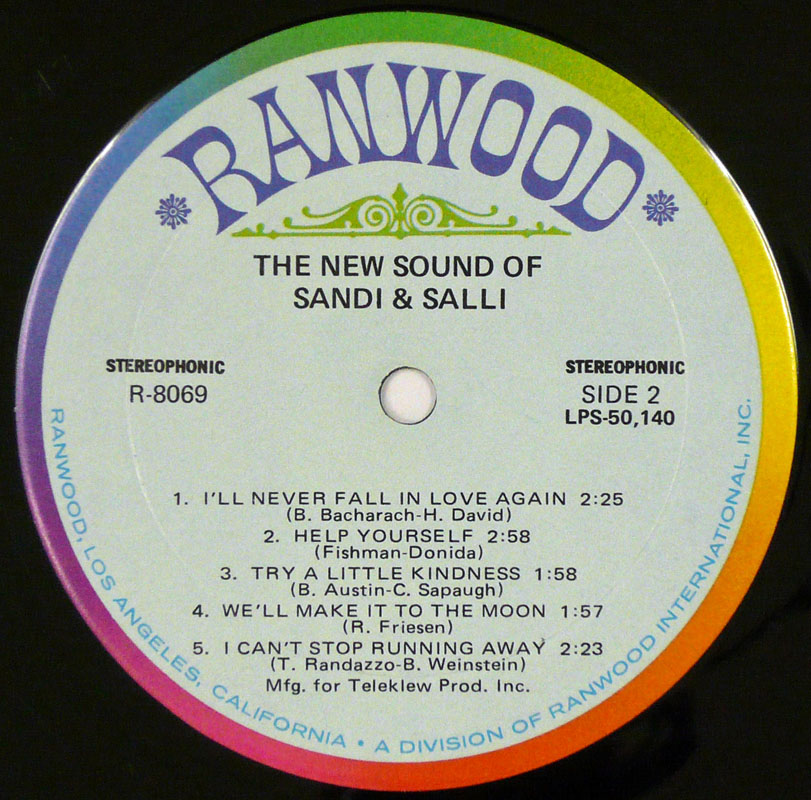 RANWOOD
THE NEW SOUND OF
SANDI & SALLI
STEREOPHONIC
R-8069
STEREOPHONIC
SIDE 2
LPS-50,140
1. I'LL NEVER FALL IN LOVE AGAIN 2:25
(B. Bacharach-H. David)
2. HELP YOURSELF 2:58
(Fishman-Donida)
3. TRY A LITTLE KINDNESS 1:58
(B. Austin-C. Sapaugh)
4. WE'LL MAKE IT TO THE MOON 1:57
(R. Friesen)
5. I CAN'T STOP RUNNING AWAY 2:23
(T. Randazzo-B. Weinstein)
Mfg. for Teleklew Prod. Inc.
RANWOOD, LOS ANGELES, CALIFORNIA • A DIVISION OF RANWOOD INTERNATIONAL, INC.